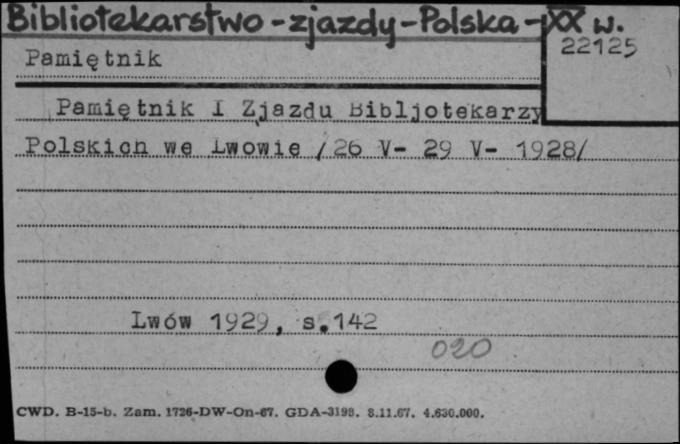 Bibliotekarstwo - zjazdy - Polska - XX w.
22125
Pamiętnik
Pamiętnik I Zjazdu Bibljotekarzy
Polskich we Lwowie /26 V- 29 V- 1928/
Lwów 1929, s.142
020
CWD. B-15-b. Zam. 1726-DW-On-67. GDA-3198. 8.11.67. 4.630.000.